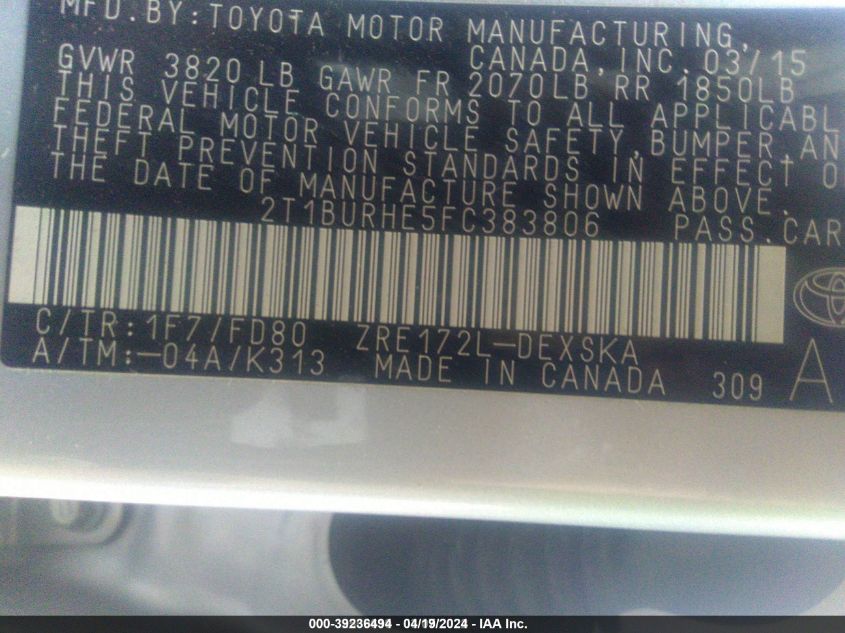 MFD.BY:TOYOTA MOTOR MANUFACTURING,
CANADA,INC. 03/15
GVWR 3820 LB GAWR FR 2070LB RR 1850LB
THIS VEHICLE CONFORMS TO ALL APPLICABL
FEDERAL MOTOR VEHICLE SAFETY,BUMPER AN
THEFT PREVENTION STANDARDS IN EFFECT O
THE DATE OF MANUFACTURE SHOWN ABOVE.
2T1BURHE5FC383806 PASS.CAR
C/TR:1F7/FD80 ZRE172L-DEXSKA
A/TM:-04A/K313 MADE IN CANADA 309 A
000-39236494 - 04/19/2024 - IAA Inc.